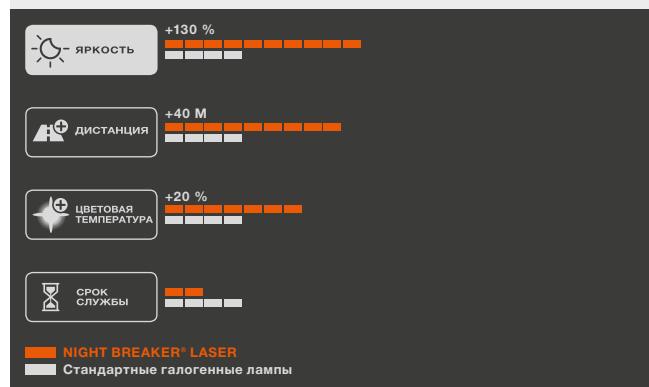 +130 %
ЯРКОСТЬ
+40 М
ДИСТАНЦИЯ
+20 %
ЦВЕТОВАЯ
ТЕМПЕРАТУРА
СРОК
СЛУЖБЫ
NIGHT BREAKER® LASER
Стандартные галогенные лампы